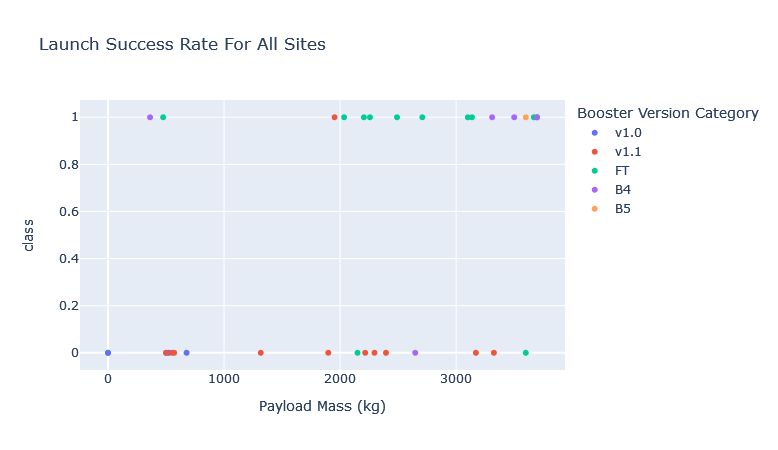 Launch Success Rate For All Sites
Booster Version Category
v1.0
v1.1
FT
B4
B5
class
1
0.8
0.6
0.4
0.2
0
0 1000 2000 3000
Payload Mass (kg)